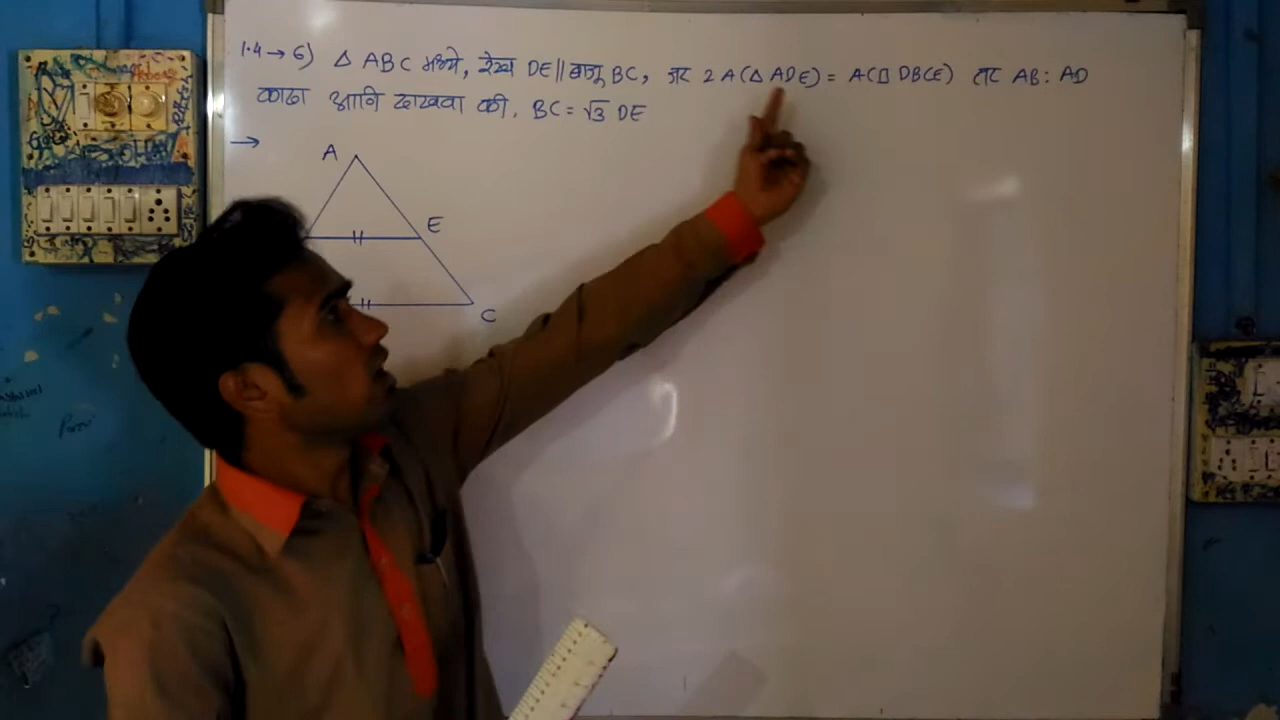 1.4→ 6) △ ABC मध्ये, रेख DE || बाजू BC, जर 2 A(△ ADE) = A(□ DBCE) तर AB : AD
काढा आणि दाखवा की. BC = √3 DE
→
A
E
C